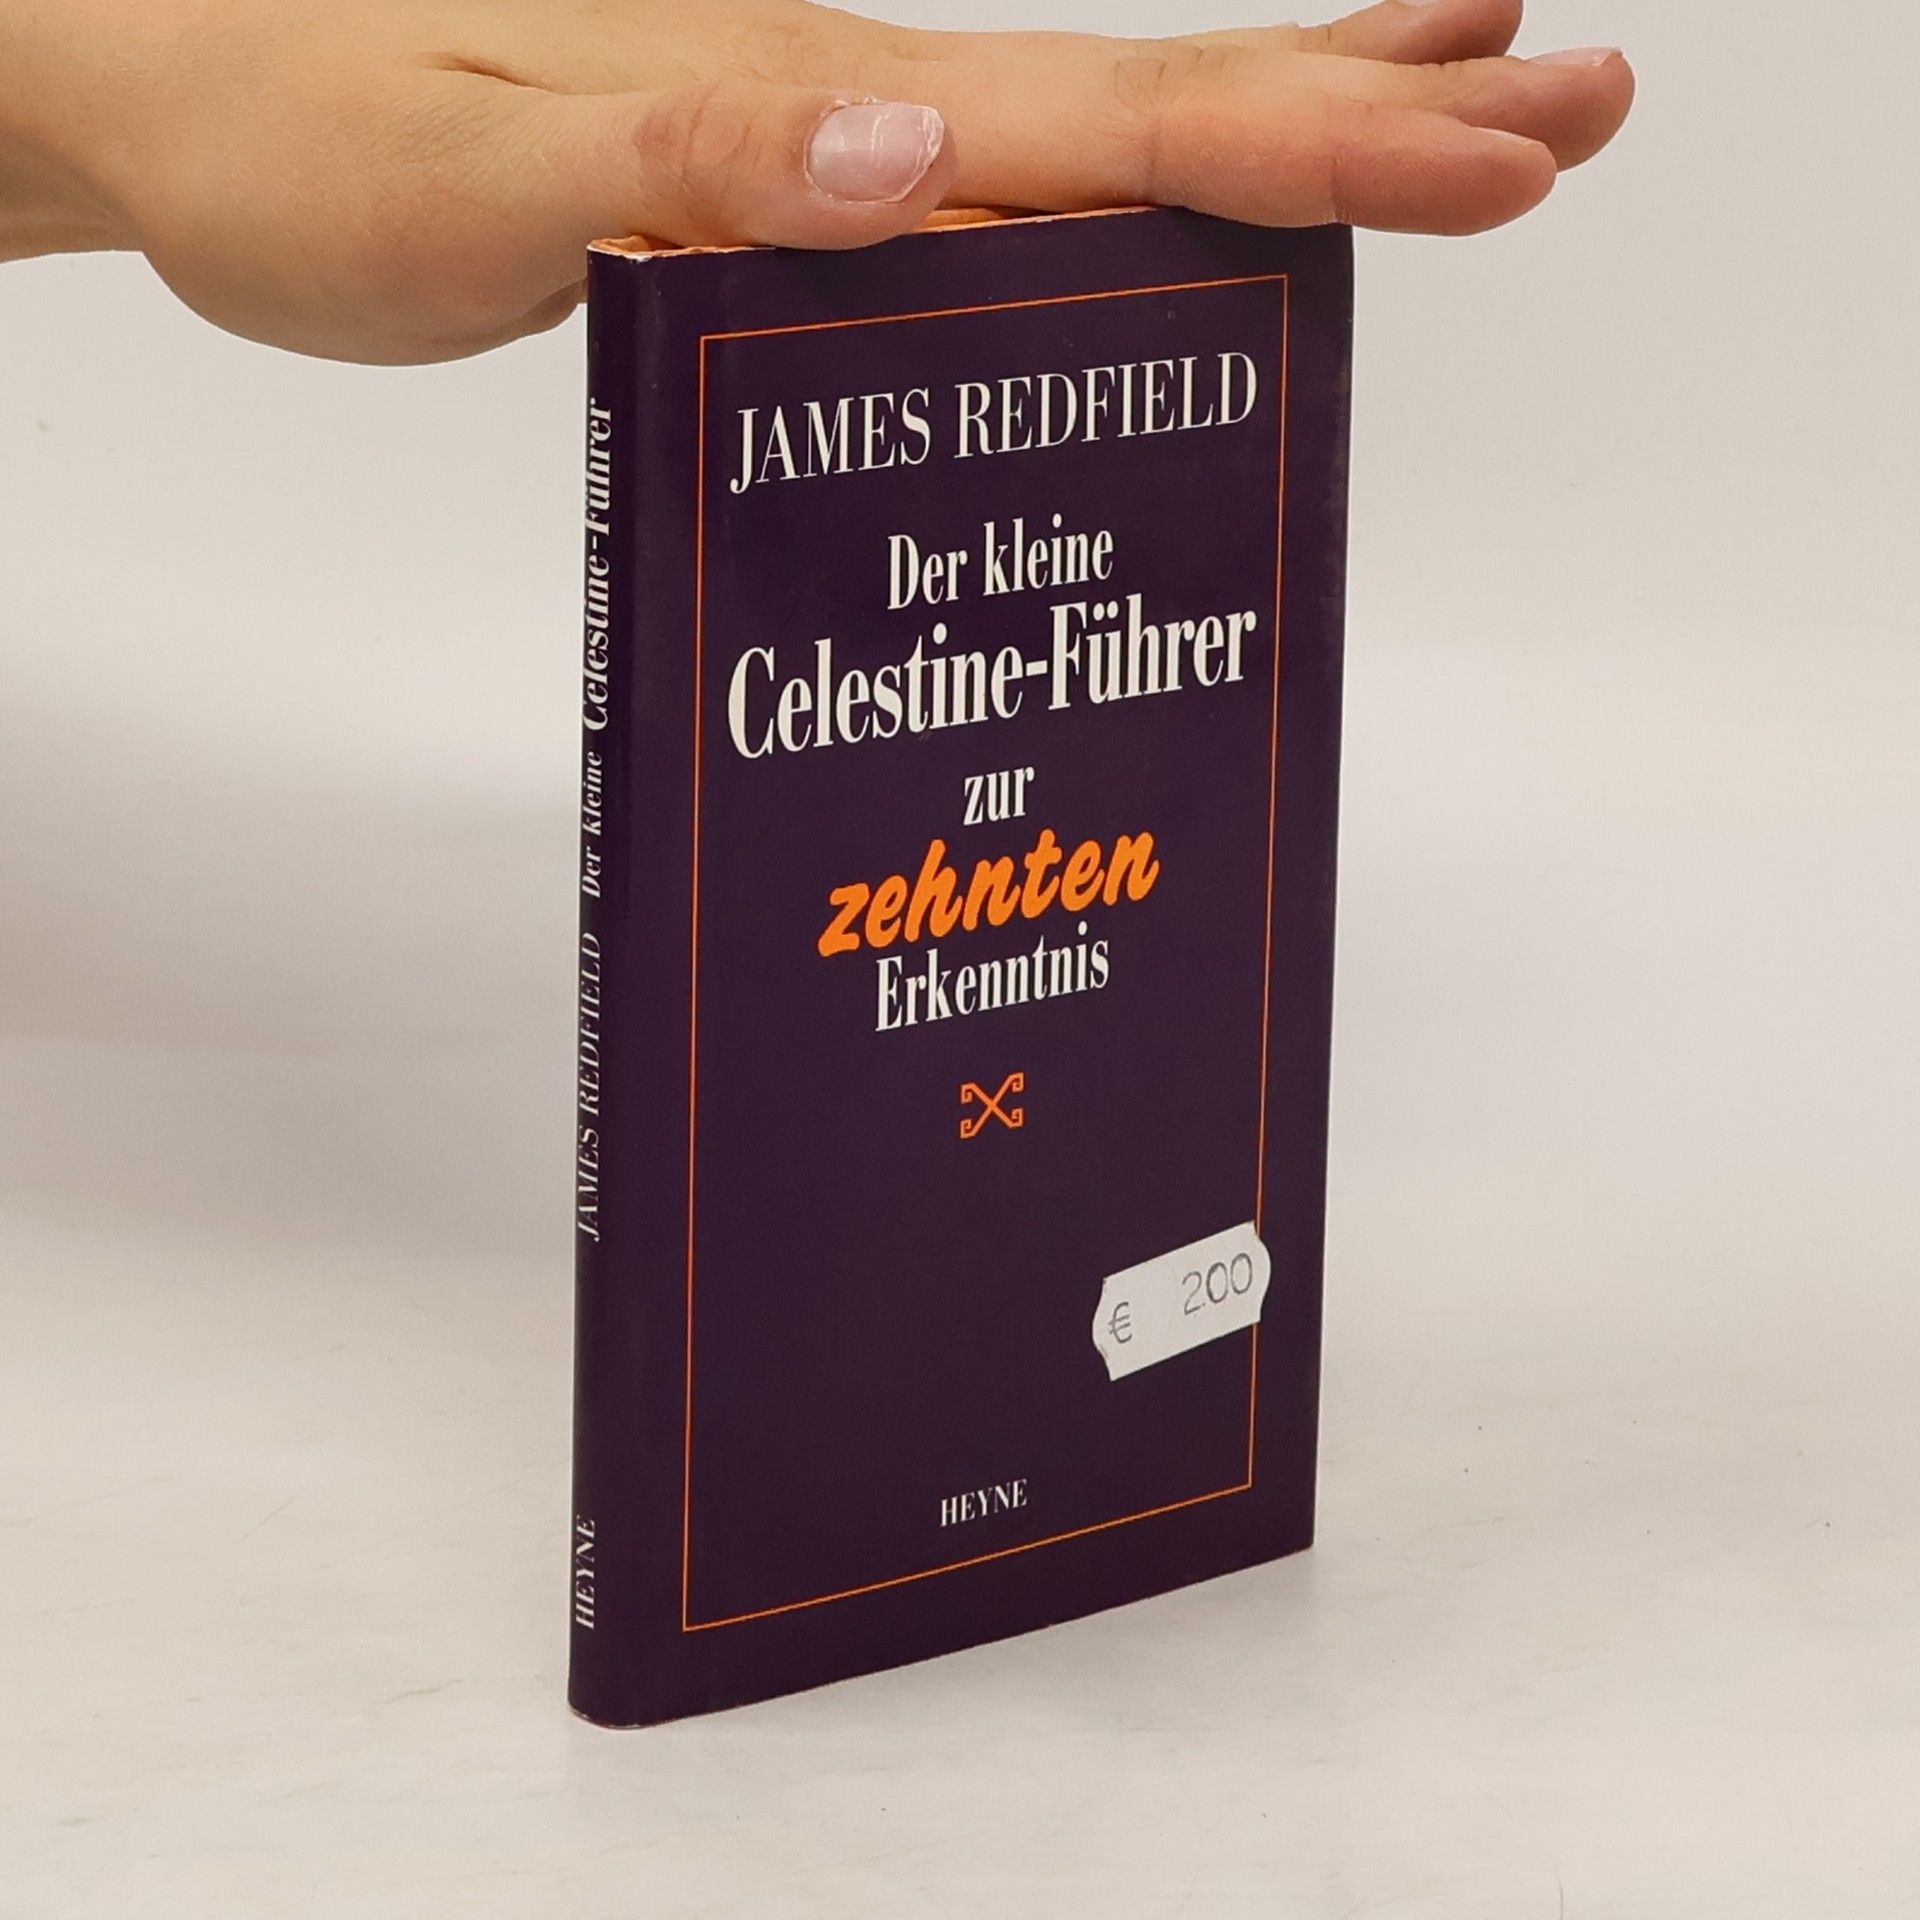 JAMES REDFIELD
Der kleine
Celestine-Führer
zur
zehnten
Erkenntnis
€ 2.00
HEYNE
JAMES REDFIELD Der kleine Celestine-Führer
HEYNE